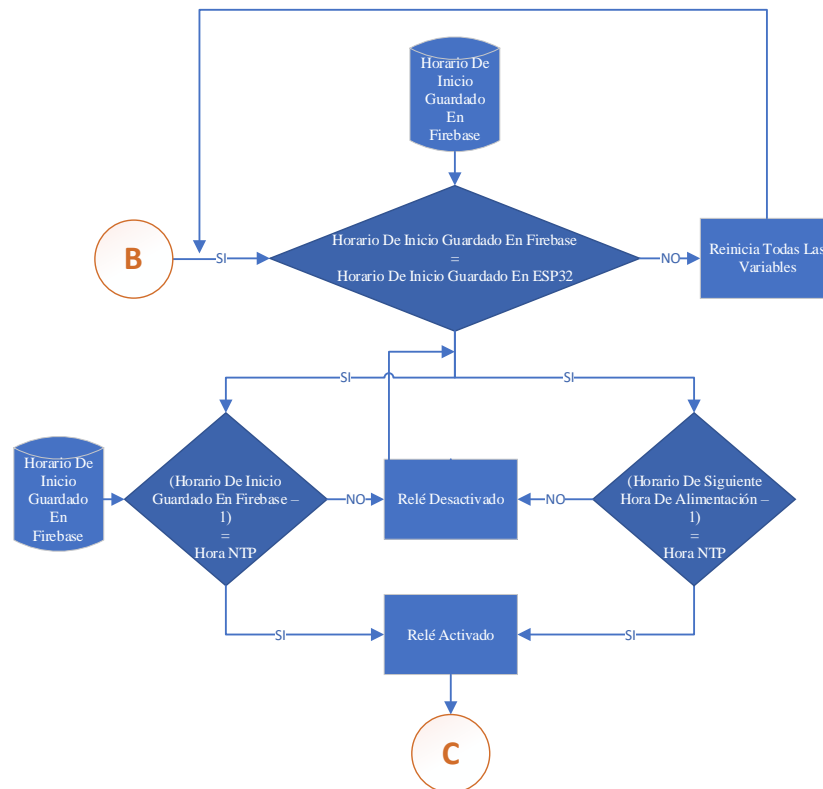 Horario De
Inicio
Guardado
En
Firebase
B
SI
Horario De Inicio Guardado En Firebase
=
Horario De Inicio Guardado En ESP32
NO
Reinicia Todas Las
Variables
SI
SI
Horario De
Inicio
Guardado
En
Firebase
(Horario De Inicio
Guardado En Firebase –
1)
=
Hora NTP
NO
Relé Desactivado
NO
(Horario De Siguiente
Hora De Alimentación –
1)
=
Hora NTP
SI
Relé Activado
SI
C